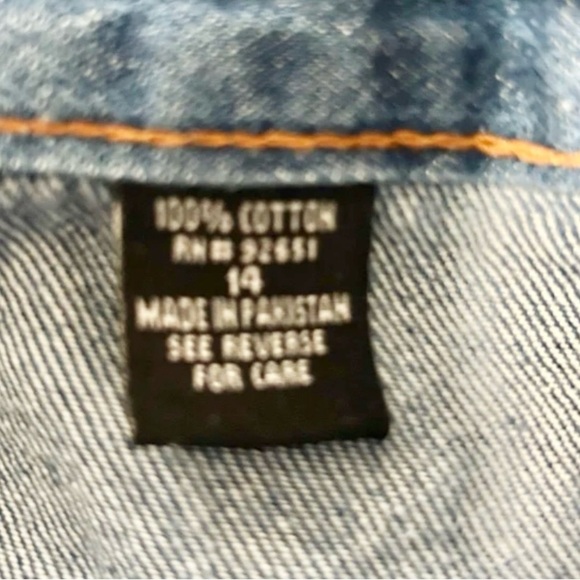 100% COTTON
RN# 92651
14
MADE IN PAKISTAN
SEE REVERSE
FOR CARE